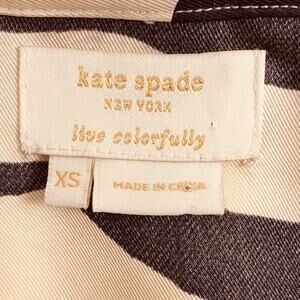 kate spade
NEW YORK
live colorfully
XS
MADE IN CHINA